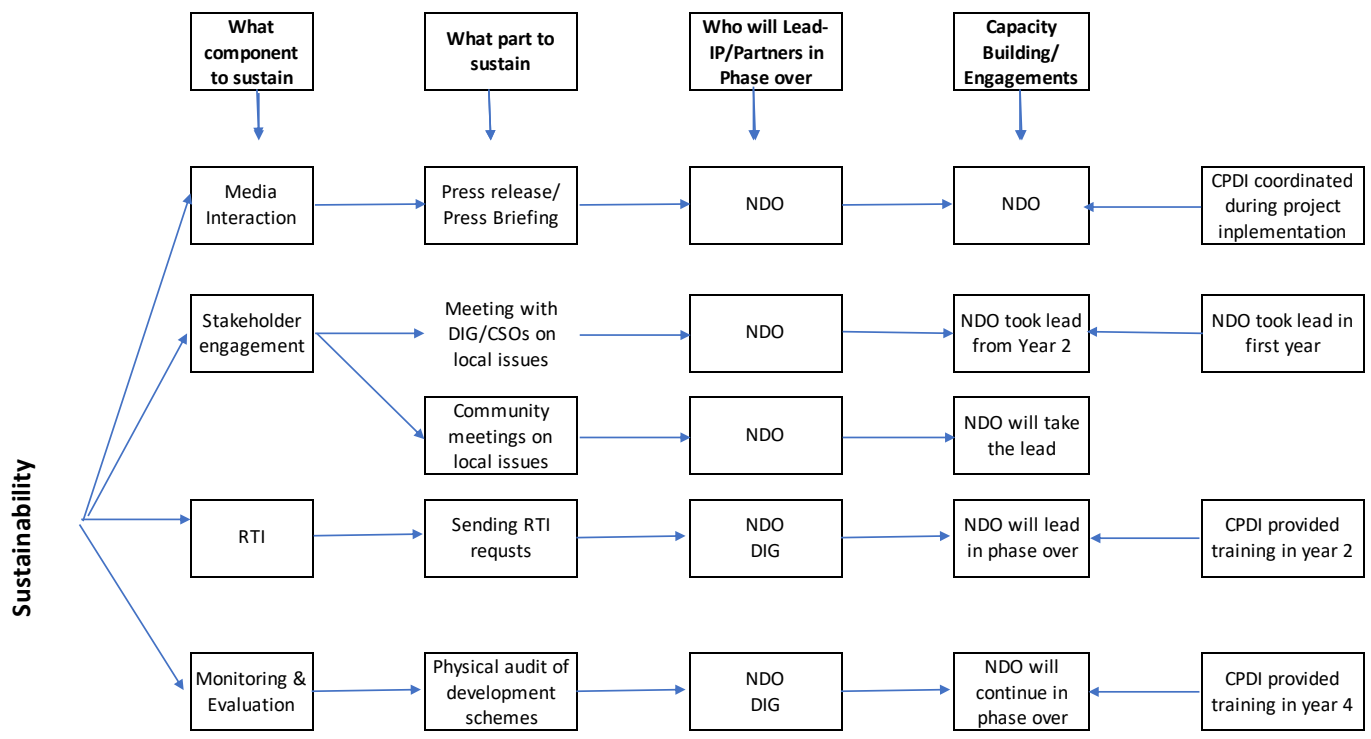 What
component
to sustain
What part to
sustain
Who will Lead-
IP/Partners in
Phase over
Capacity
Building/
Engagements
Media
Interaction
Press release/
Press Briefing
NDO
NDO
CPDI coordinated
during project
inplementation
Stakeholder
engagement
Meeting with
DIG/CSOs on
local issues
NDO
NDO took lead
from Year 2
NDO took lead in
first year
Community
meetings on
local issues
NDO
NDO will take
the lead
Sustainability
RTI
Sending RTI
requsts
NDO
DIG
NDO will lead
in phase over
CPDI provided
training in year 2
Monitoring &
Evaluation
Physical audit of
development
schemes
NDO
DIG
NDO will
continue in
phase over
CPDI provided
training in year 4